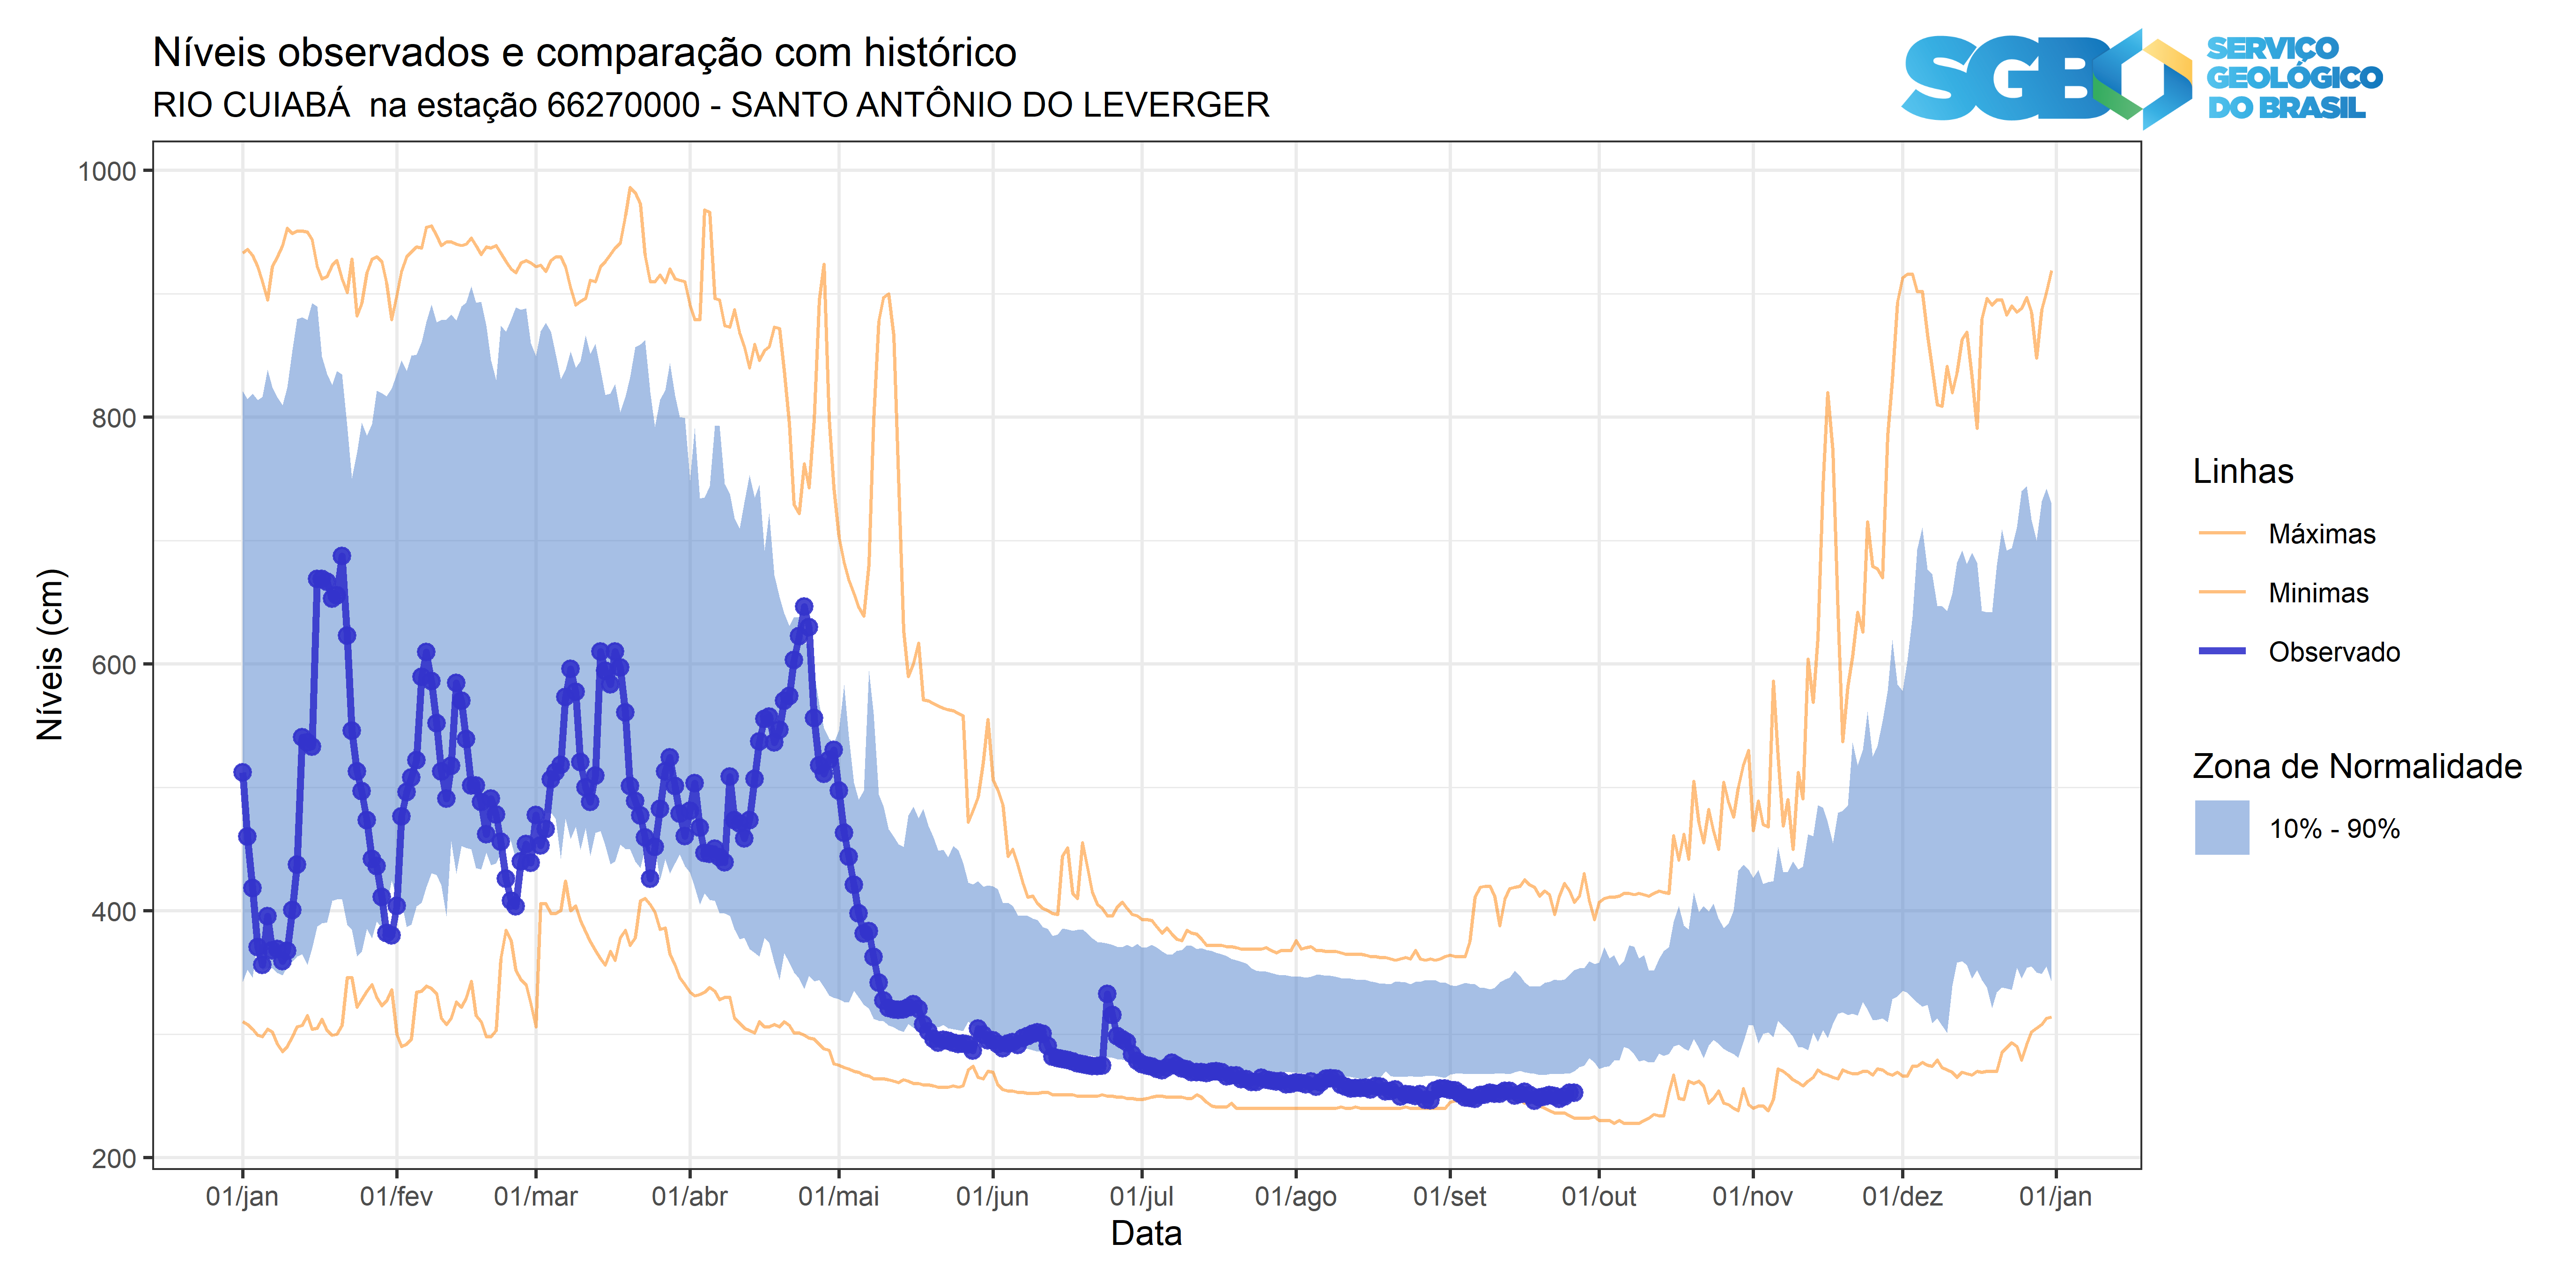 Níveis observados e comparação com histórico
RIO CUIABÁ  na estação 66270000 - SANTO ANTÔNIO DO LEVERGER
SGB
SERVIÇO
GEOLÓGICO
DO BRASIL
1000
800
600
400
200
Níveis (cm)
01/jan
01/fev
01/mar
01/abr
01/mai
01/jun
01/jul
01/ago
01/set
01/out
01/nov
01/dez
01/jan
Data
Linhas
Máximas
Minimas
Observado
Zona de Normalidade
10% - 90%